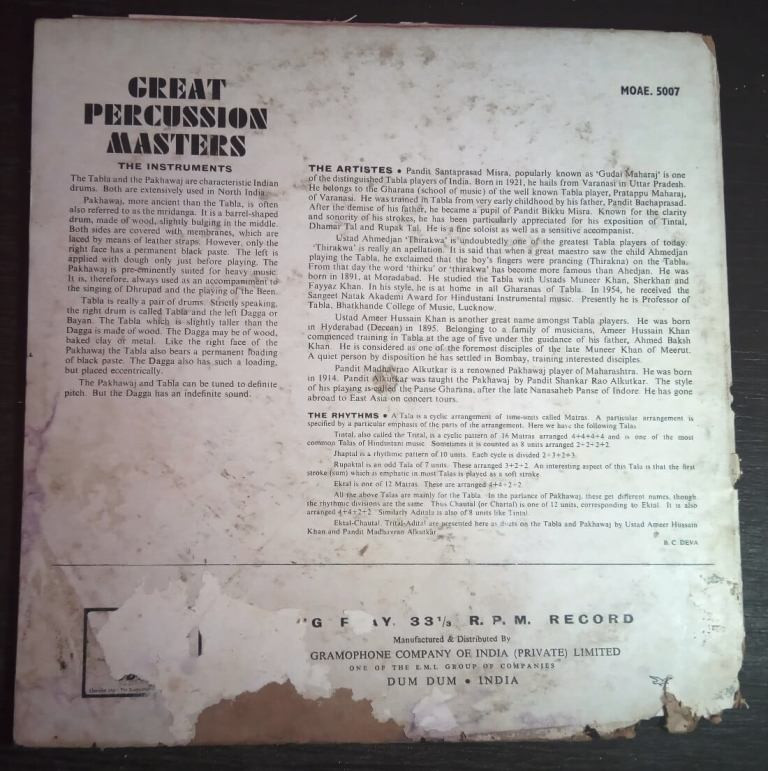 GREAT
PERCUSSION
MASTERS
MOAE. 5007
THE INSTRUMENTS
The Tabla and the Pakhawaj are characteristic Indian
drums. Both are extensively used in North India.
Pakhawaj, more ancient than the Tabla, is often
also referred to as the mridanga. It is a barrel-shaped
drum, made of wood, slightly bulging in the middle.
Both sides are covered with membranes, which are
laced by means of leather straps. However, only the
right face has a permanent black paste. The left is
applied with dough only just before playing. The
Pakhawaj is pre-eminently suited for heavy music.
It is, therefore, always used as an accompaniment to
the singing of Dhrupad and the playing of the Been.
Tabla is really a pair of drums. Strictly speaking,
the right drum is called Tabla and the left Dagga or
Bayan. The Tabla which is slightly taller than the
Dagga is made of wood. The Dagga may be of wood,
baked clay or metal. Like the right face of the
Pakhawaj the Tabla also bears a permanent loading
of black paste. The Dagga also has such a loading,
but placed eccentrically.
The Pakhawaj and Tabla can be tuned to definite
pitch. But the Dagga has an indefinite sound.
THE ARTISTES • Pandit Santaprasad Misra, popularly known as 'Gudai Maharaj' is one
of the distinguished Tabla players of India. Born in 1921, he hails from Varanasi in Uttar Pradesh.
He belongs to the Gharana (school of music) of the well known Tabla player, Pratappu Maharaj,
of Varanasi. He was trained in Tabla from very early childhood by his father, Pandit Bachaprasad.
After the demise of his father, he became a pupil of Pandit Bikku Misra. Known for the clarity
and sonority of his strokes, he has been particularly appreciated for his exposition of Tintal,
Dhamar Tal and Rupak Tal. He is a fine soloist as well as a sensitive accompanist.
Ustad Ahmedjan 'Thirakwa' is undoubtedly one of the greatest Tabla players of today.
'Thirakwa' is really an apellation. It is said that when a great maestro saw the child Ahmedjan
playing the Tabla, he exclaimed that the boy's fingers were prancing (Thirakna) on the Tabla.
From that day the word 'thirku' or 'thirakwa' has become more famous than Ahedjan. He was
born in 1891, at Moradabad. He studied the Tabla with Ustads Muneer Khan, Sherkhan and
Fayyaz Khan. In his style, he is at home in all Gharanas of Tabla. In 1954, he received the
Sangeet Natak Akademi Award for Hindustani Instrumental music. Presently he is Professor of
Tabla, Bhatkhande College of Music, Lucknow.
Ustad Ameer Hussain Khan is another great name amongst Tabla players. He was born
in Hyderabad (Deccan) in 1895. Belonging to a family of musicians, Ameer Hussain Khan
commenced training in Tabla at the age of five under the guidance of his father, Ahmed Baksh
Khan. He is considered as one of the foremost disciples of the late Muneer Khan of Meerut.
A quiet person by disposition he has settled in Bombay, training interested disciples.
Pandit Madhavrao Alkutkar is a renowned Pakhawaj player of Maharashtra. He was born
in 1914. Pandit Alkutkar was taught the Pakhawaj by Pandit Shankar Rao Alkutkar. The style
of his playing is called the Panse Gharana, after the late Nanasaheb Panse of Indore. He has gone
abroad to East Asia on concert tours.
THE RHYTHMS • A Tala is a cyclic arrangement of time-units called Matras. A particular arrangement is
specified by a particular emphasis of the parts of the arrangement. Here we have the following Talas
Tintal, also called the Trital, is a cyclic pattern of 16 Matras arranged 4+4+4+4 and is one of the most
common Talas of Hindustani music. Sometimes it is counted as 8 units arranged 2+2+2+2.
Jhaptal is a rhythmic pattern of 10 units. Each cycle is divided 2+3+2+3.
Rupaktal is an odd Tala of 7 units. These arranged 3+2+2. An interesting aspect of this Tala is that the first
stroke (sum) which is emphatic in most Talas is played as a soft stroke.
Ektal is one of 12 Matras. These are arranged 4+4+2+2.
All the above Talas are mainly for the Tabla. In the parlance of Pakhawaj, these get different names, though
the rhythmic divisions are the same. Thus Chautal (or Chartal) is one of 12 units, corresponding to Ektal. It is also
arranged 4+4+2+2. Similarly Aditala is also of 8 units like Tintal.
Ektal-Chautal, Trital-Adital are presented here as duets on the Tabla and Pakhawaj by Ustad Ameer Hussain
Khan and Pandit Madhavrao Alkutkar.
B. C. DEVA
G F AY. 33 1/3 R. P. M. RECORD
Manufactured & Distributed By
GRAMOPHONE COMPANY OF INDIA (PRIVATE) LIMITED
ONE OF THE E.M.I. GROUP OF COMPANIES
DUM DUM • INDIA